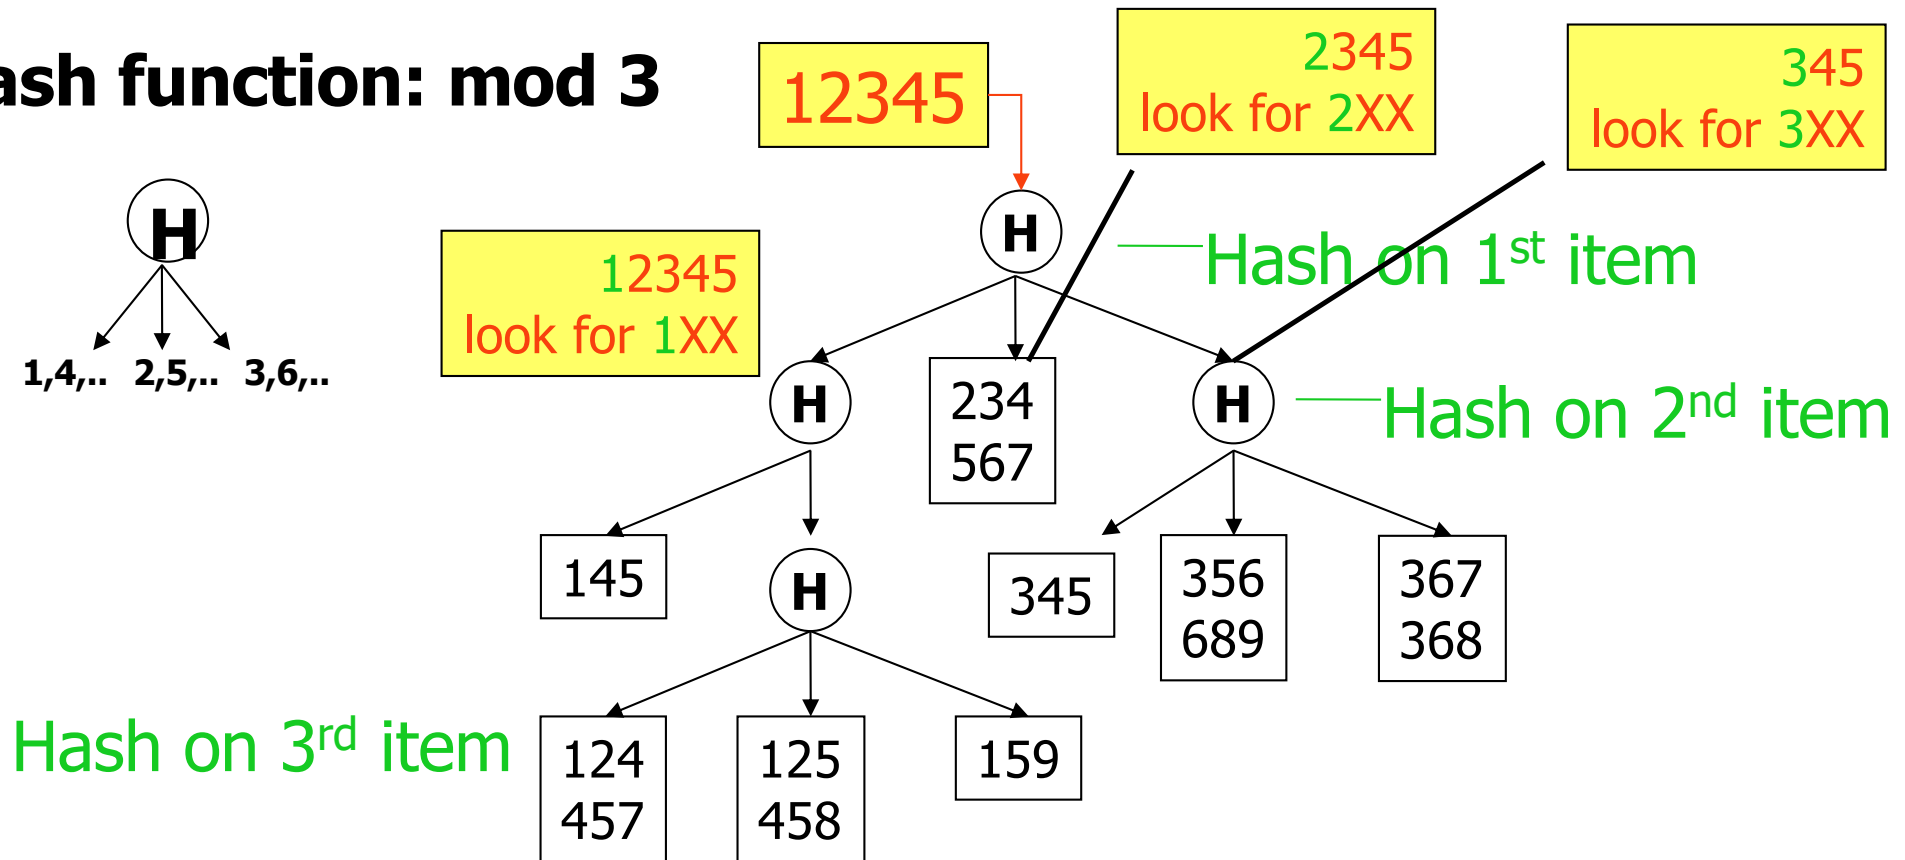 ash function: mod 3
12345
2345
look for 2XX
345
look for 3XX
H
H
Hash on 1st item
12345
look for 1XX
1,4,.. 2,5,.. 3,6,..
H
234
567
H
Hash on 2nd item
145
H
345
356
689
367
368
Hash on 3rd item
124
457
125
458
159